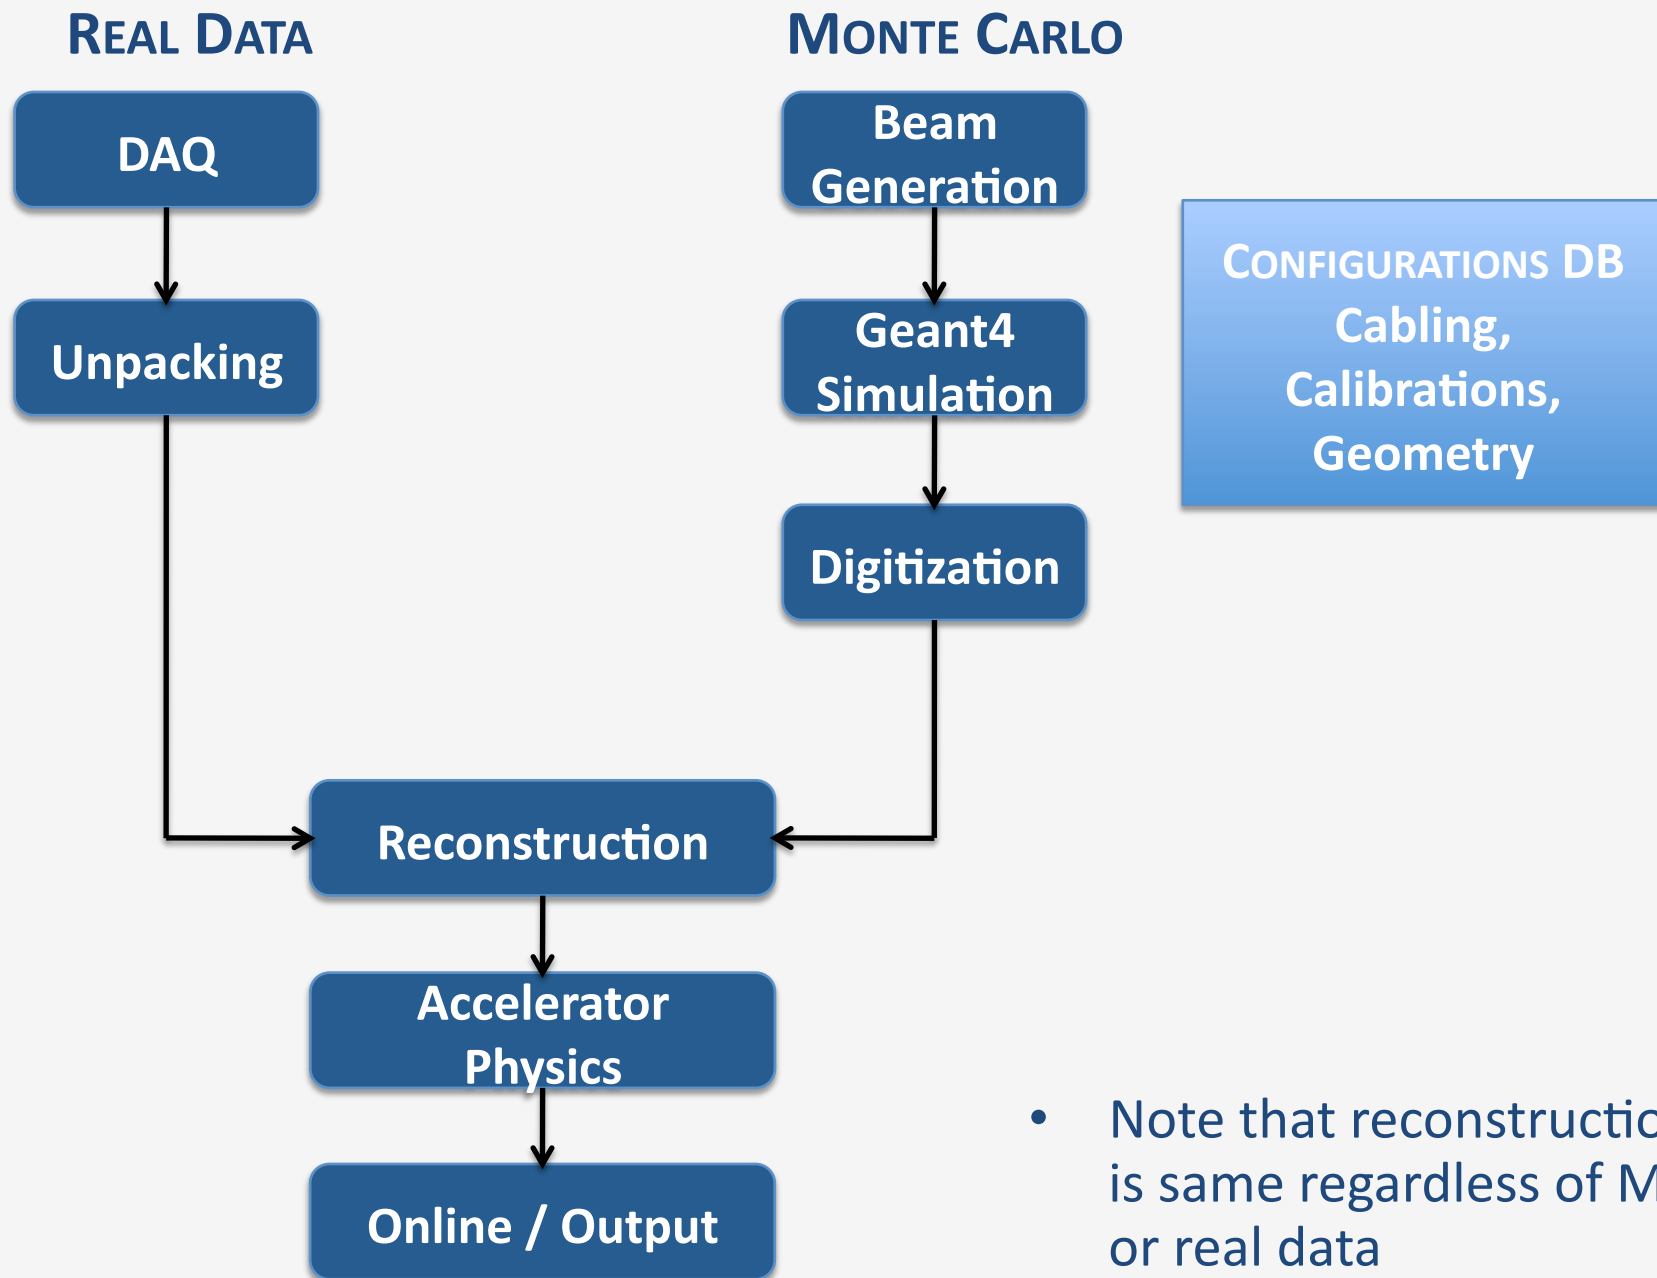 REAL DATA
MONTE CARLO
DAQ
Beam
Generation
CONFIGURATIONS DB
Cabling,
Calibrations,
Geometry
Unpacking
Geant4
Simulation
Digitization
Reconstruction
Accelerator
Physics
Online / Output
• Note that reconstructio
is same regardless of M
or real data